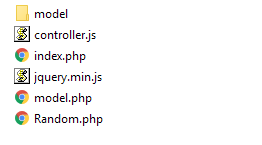 model
controller.js
index.php
jquery.min.js
model.php
Random.php